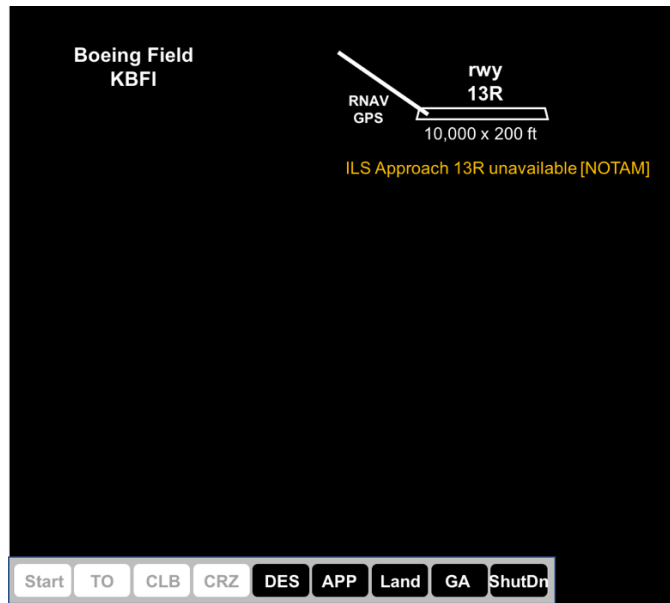 Boeing Field
KBFI
rwy
13R
RNAV
GPS
10,000 x 200 ft
ILS Approach 13R unavailable [NOTAM]
Start TO CLB CRZ DES APP Land GA ShutDn